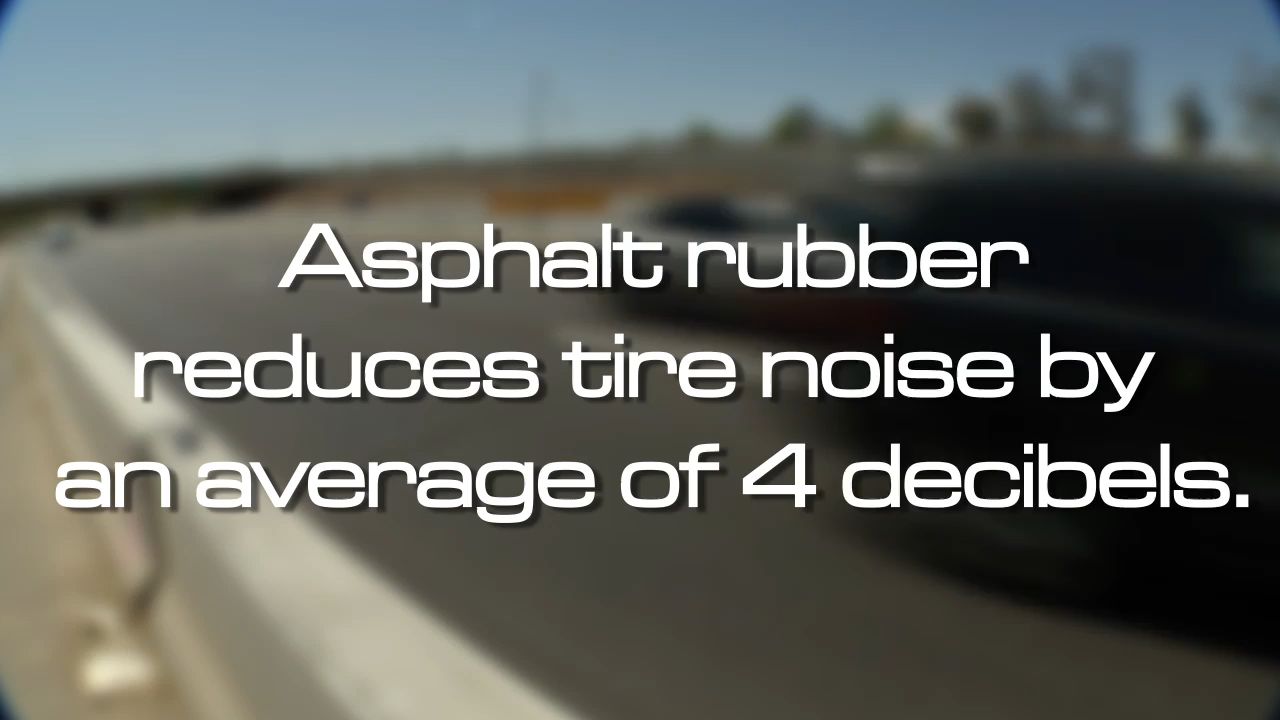 Asphalt rubber
reduces tire noise by
an average of 4 decibels.